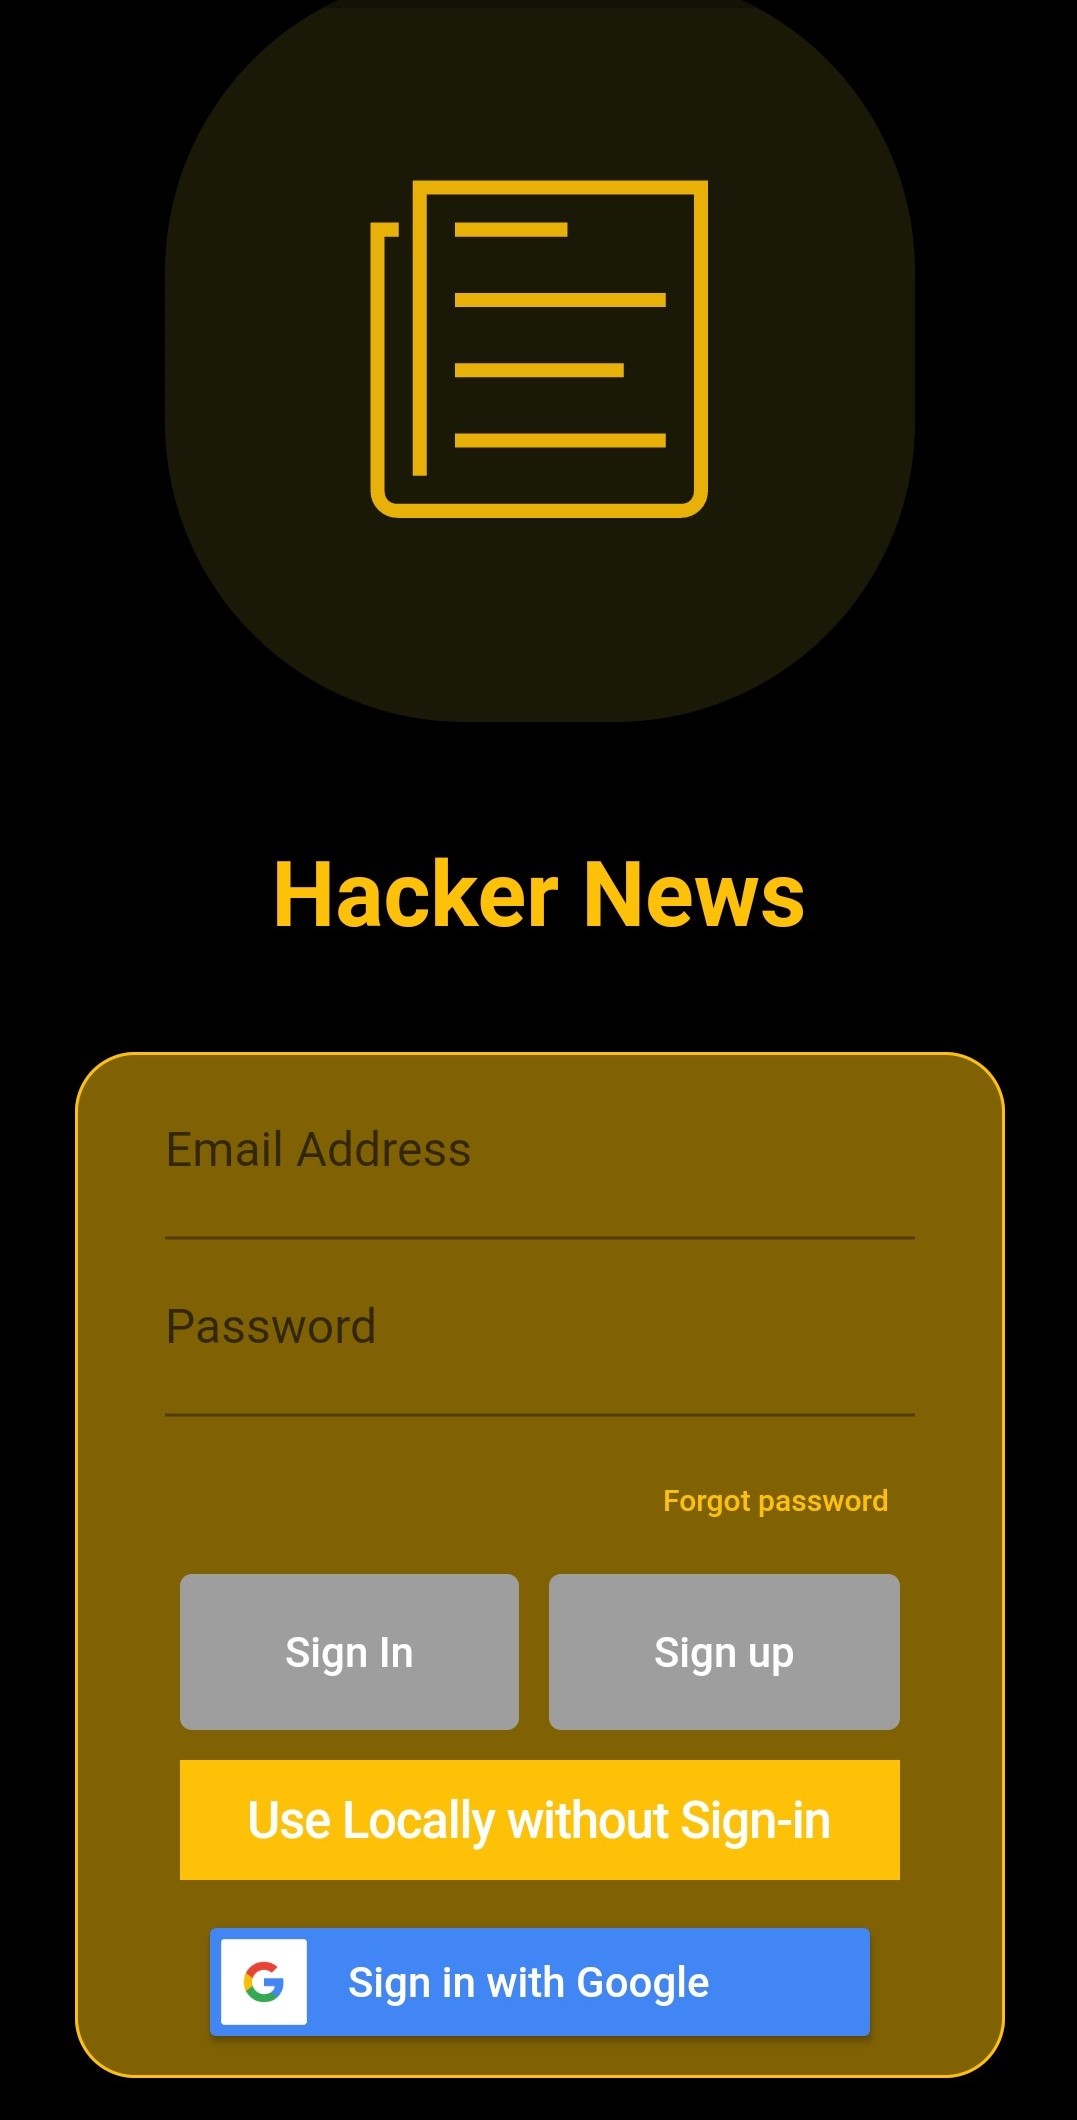 Hacker News
Email Address
Password
Forgot password
Sign In
Sign up
Use Locally without Sign-in
Sign in with Google